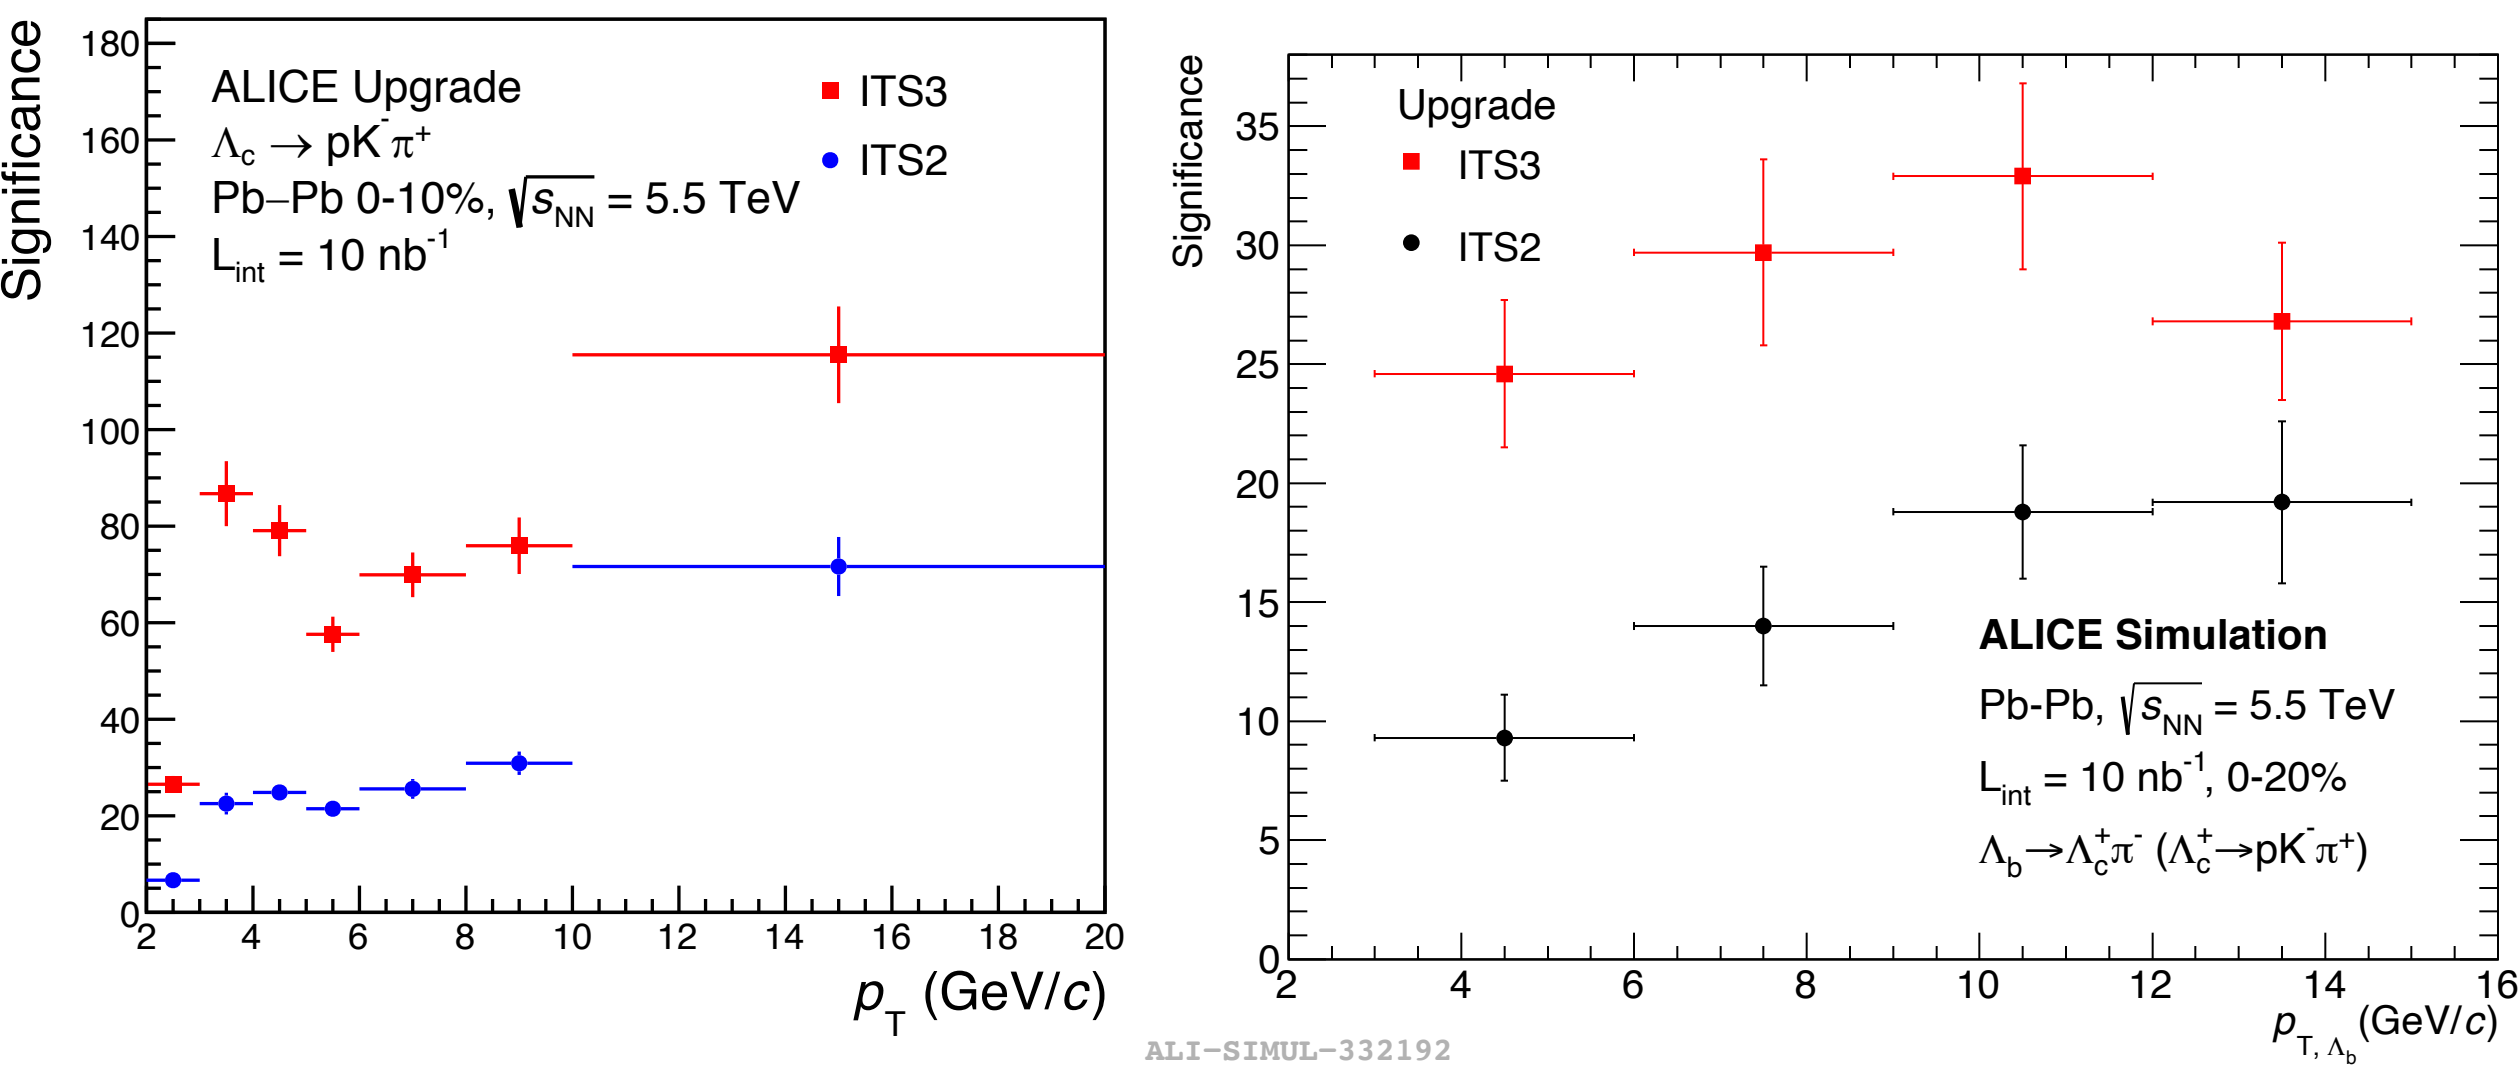 Significance
180
160
140
120
100
80
60
40
20
0
ALICE Upgrade
Λc → pK-π+
Pb–Pb 0-10%, √sNN = 5.5 TeV
Lint = 10 nb-1
ITS3
ITS2
2 4 6 8 10 12 14 16 18 20
pT (GeV/c)
Significance
35
30
25
20
15
10
5
0
Upgrade
ITS3
ITS2
ALICE Simulation
Pb-Pb, √sNN = 5.5 TeV
Lint = 10 nb-1, 0-20%
Λb→Λc+π- (Λc+→pK-π+)
2 4 6 8 10 12 14 16
pT, Λb (GeV/c)
ALI-SIMUL-332192